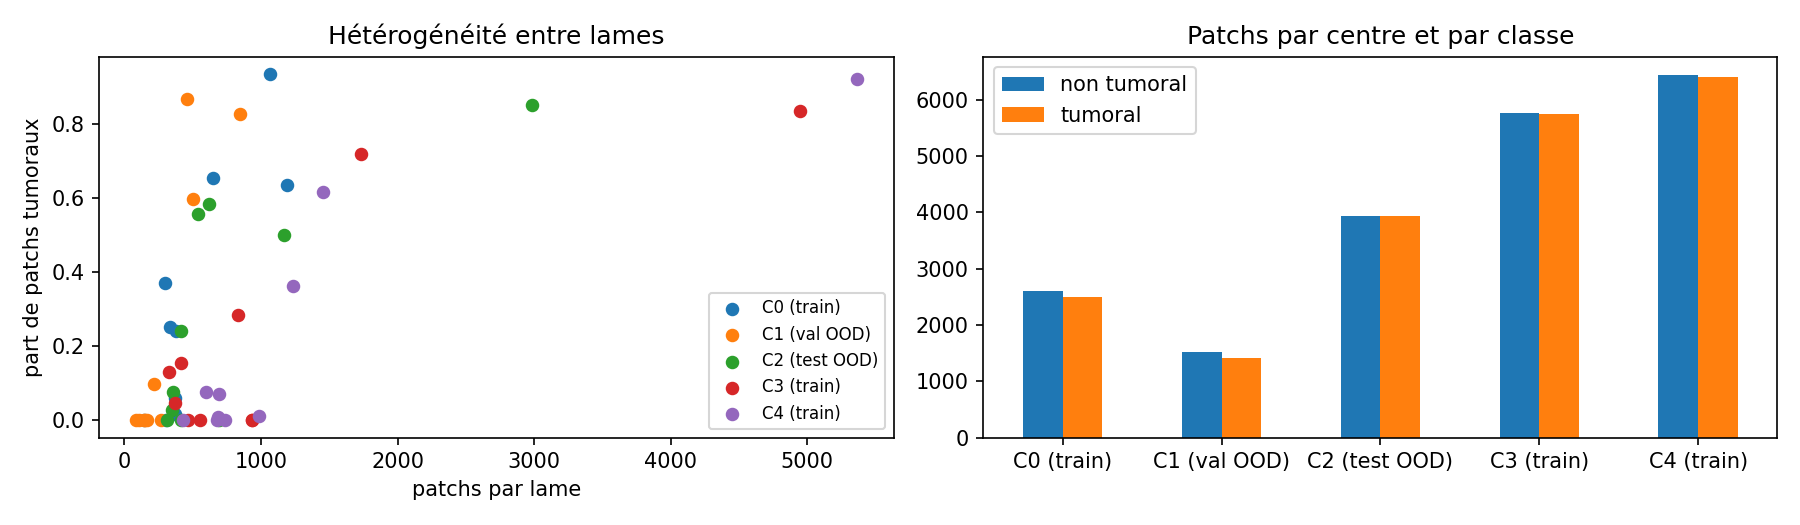 Hétérogénéité entre lames
part de patchs tumoraux
0.8
0.6
0.4
0.2
0.0
0 1000 2000 3000 4000 5000
patchs par lame
C0 (train)
C1 (val OOD)
C2 (test OOD)
C3 (train)
C4 (train)
Patchs par centre et par classe
non tumoral
tumoral
6000
5000
4000
3000
2000
1000
0
C0 (train) C1 (val OOD) C2 (test OOD) C3 (train) C4 (train)